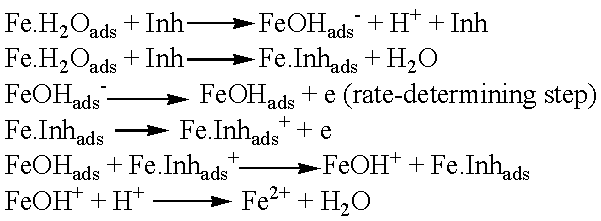 Fe.H₂Oads + Inh ⟶ FeOHads⁻ + H⁺ + Inh
Fe.H₂Oads + Inh ⟶ Fe.Inhads + H₂O
FeOHads⁻ ⟶ FeOHads + e (rate-determining step)
Fe.Inhads ⟶ Fe.Inhads⁺ + e
FeOHads + Fe.Inhads⁺ ⟶ FeOH⁺ + Fe.Inhads
FeOH⁺ + H⁺ ⟶ Fe²⁺ + H₂O